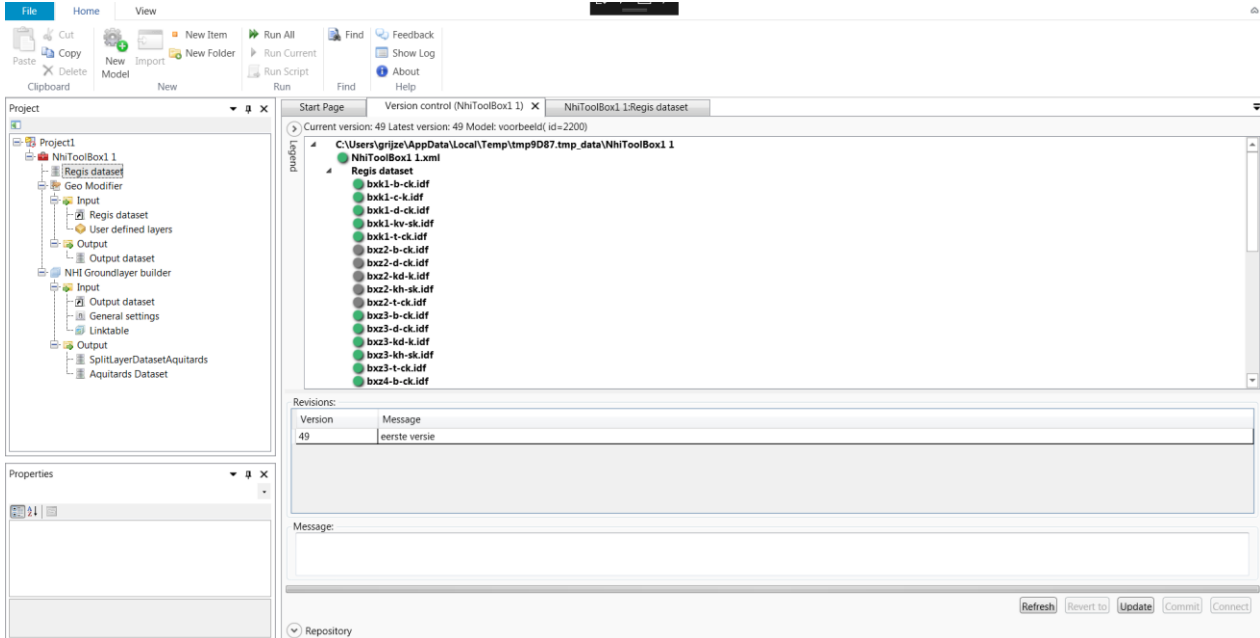 File Home View
Cut
Copy
Delete
Paste
Clipboard
New Model
Import
New Item
New Folder
New
Run All
Run Current
Run Script
Run
Find
Find
Feedback
Show Log
About
Help
Project
Project1
NhiToolBox1 1
Regis dataset
Geo Modifier
Input
Regis dataset
User defined layers
Output
Output dataset
NHI Groundlayer builder
Input
Output dataset
General settings
Linktable
Output
SplitLayerDatasetAquitards
Aquitards Dataset
Properties
Start Page Version control (NhiToolBox1 1) NhiToolBox1 1:Regis dataset
Current version: 49 Latest version: 49 Model: voorbeeld( id=2200)
Legend
C:\Users\grijze\AppData\Local\Temp\tmp9D87.tmp_data\NhiToolBox1 1
NhiToolBox1 1.xml
Regis dataset
bxk1-b-ck.idf
bxk1-c-k.idf
bxk1-d-ck.idf
bxk1-kv-sk.idf
bxk1-t-ck.idf
bxz2-b-ck.idf
bxz2-d-ck.idf
bxz2-kd-k.idf
bxz2-kh-sk.idf
bxz2-t-ck.idf
bxz3-b-ck.idf
bxz3-d-ck.idf
bxz3-kd-k.idf
bxz3-kh-sk.idf
bxz3-t-ck.idf
bxz4-b-ck.idf
Revisions:
Version Message
49 eerste versie
Message:
Refresh Revert to Update Commit Connect
Repository